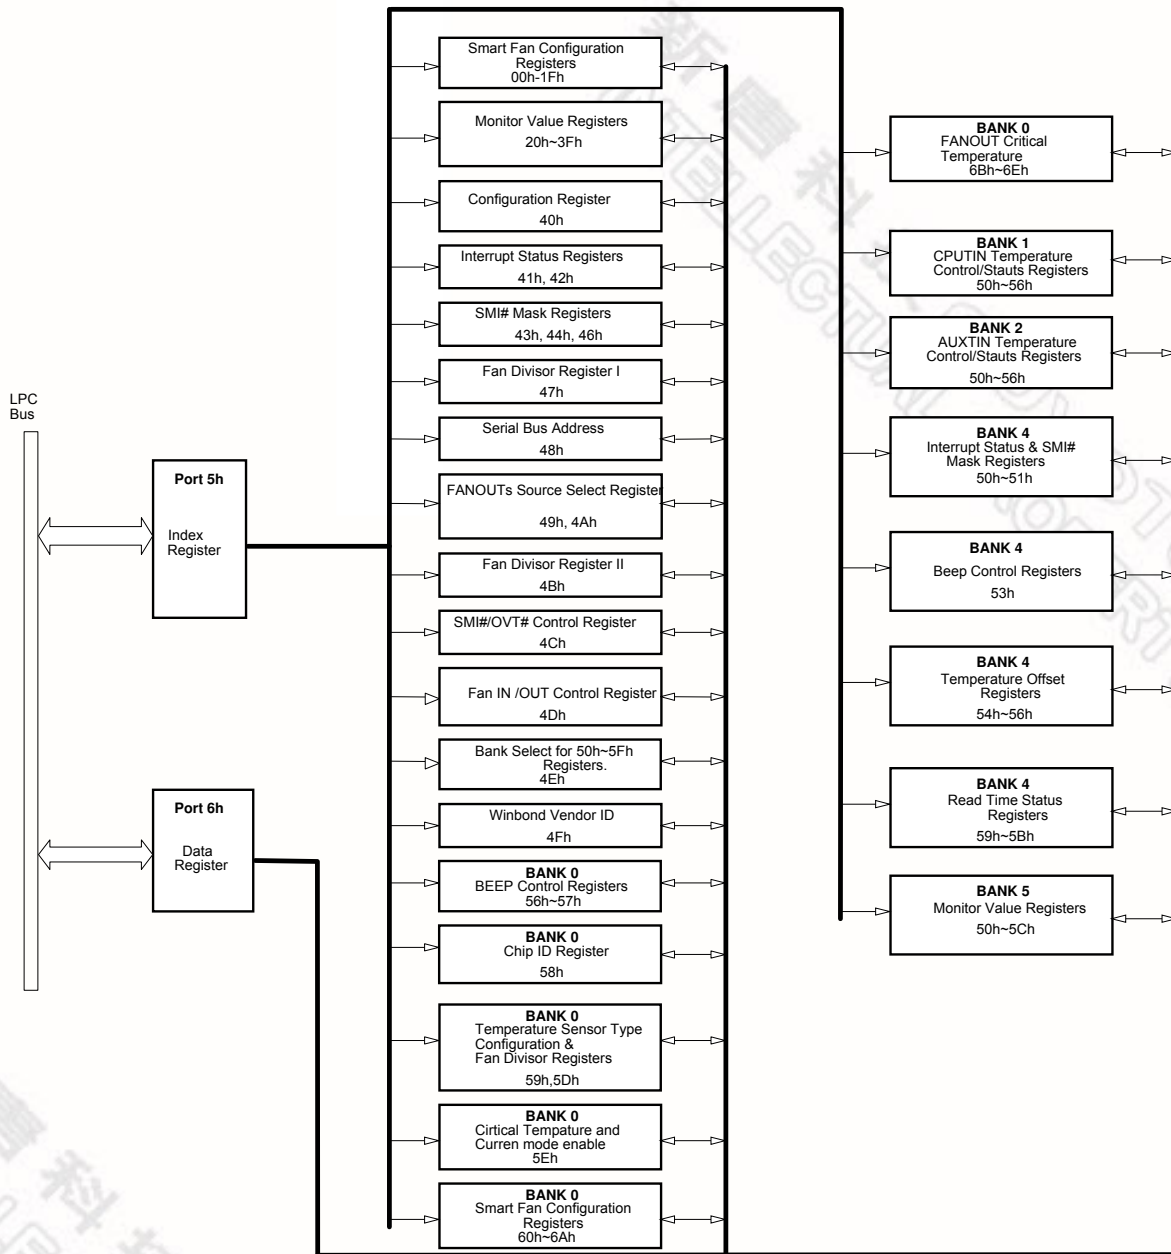 LPC
Bus
Port 5h
Index
Register
Port 6h
Data
Register
Smart Fan Configuration
Registers
00h-1Fh
Monitor Value Registers
20h~3Fh
Configuration Register
40h
Interrupt Status Registers
41h, 42h
SMI# Mask Registers
43h, 44h, 46h
Fan Divisor Register I
47h
Serial Bus Address
48h
FANOUTs Source Select Register
49h, 4Ah
Fan Divisor Register II
4Bh
SMI#/OVT# Control Register
4Ch
Fan IN /OUT Control Register
4Dh
Bank Select for 50h~5Fh
Registers.
4Eh
Winbond Vendor ID
4Fh
BANK 0
BEEP Control Registers
56h~57h
BANK 0
Chip ID Register
58h
BANK 0
Temperature Sensor Type
Configuration &
Fan Divisor Registers
59h,5Dh
BANK 0
Cirtical Tempature and
Curren mode enable
5Eh
BANK 0
Smart Fan Configuration
Registers
60h~6Ah
BANK 0
FANOUT Critical
Temperature
6Bh~6Eh
BANK 1
CPUTIN Temperature
Control/Stauts Registers
50h~56h
BANK 2
AUXTIN Temperature
Control/Stauts Registers
50h~56h
BANK 4
Interrupt Status & SMI#
Mask Registers
50h~51h
BANK 4
Beep Control Registers
53h
BANK 4
Temperature Offset
Registers
54h~56h
BANK 4
Read Time Status
Registers
59h~5Bh
BANK 5
Monitor Value Registers
50h~5Ch